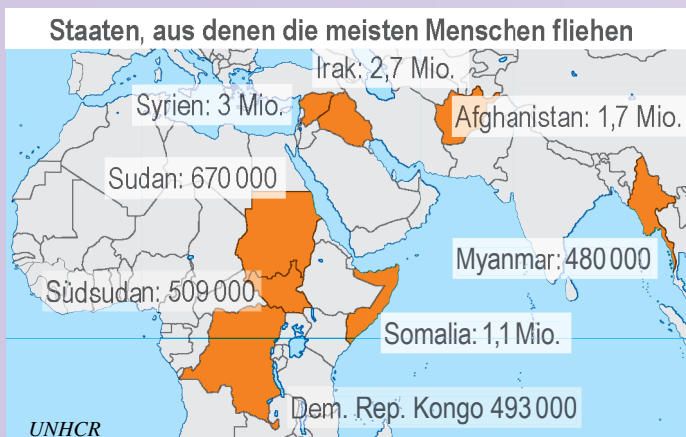 Staaten, aus denen die meisten Menschen fliehen
Irak: 2,7 Mio.
Syrien: 3 Mio.
Afghanistan: 1,7 Mio.
Sudan: 670 000
Myanmar: 480 000
Südsudan: 509 000
Somalia: 1,1 Mio.
Dem. Rep. Kongo 493 000
UNHCR